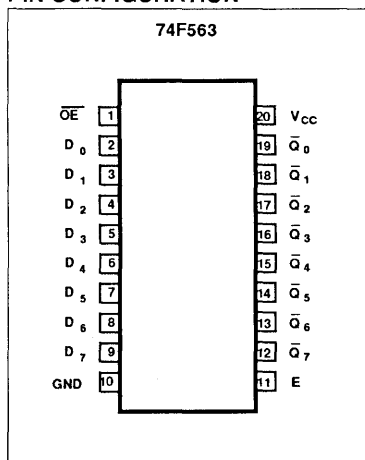 PIN CONFIGURATION
74F563
O̅E̅ 1 20 VCC
D0 2 19 Q̅0
D1 3 18 Q̅1
D2 4 17 Q̅2
D3 5 16 Q̅3
D4 6 15 Q̅4
D5 7 14 Q̅5
D6 8 13 Q̅6
D7 9 12 Q̅7
GND 10 11 E